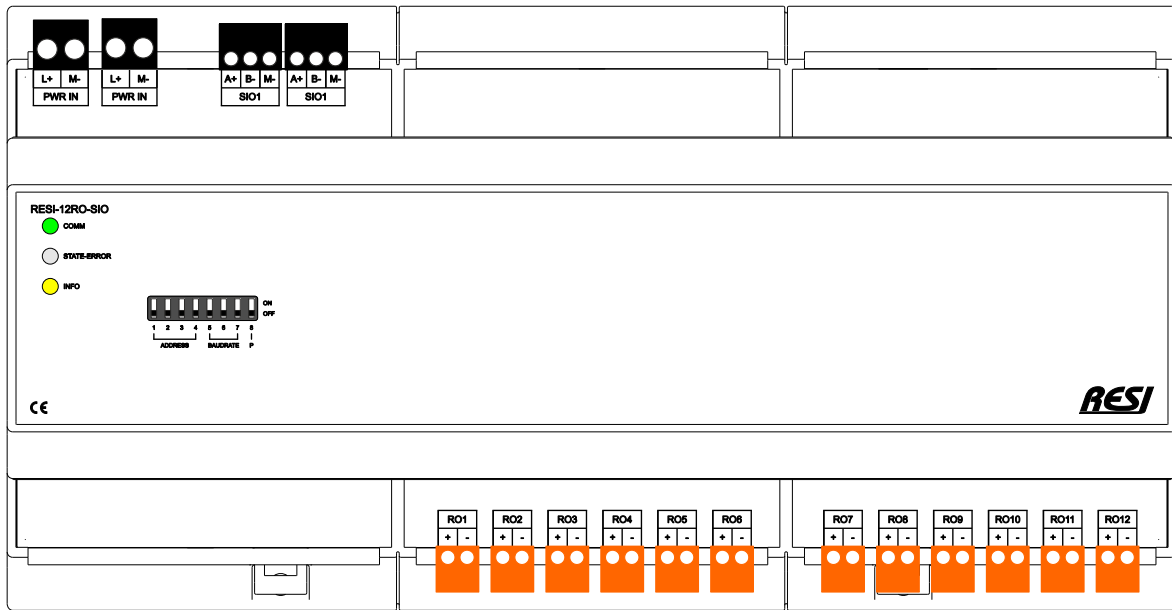 L+ M- L+ M- A+ B- M- A+ B- M-
PWR IN PWR IN SIO1 SIO1
RESI-12RO-SIO
COMM
STATE-ERROR
INFO
ON
OFF
1 2 3 4 5 6 7 8
ADDRESS BAUDRATE P
CE
RESI
RO1 RO2 RO3 RO4 RO5 RO6 RO7 RO8 RO9 RO10 RO11 RO12
+ - + - + - + - + - + - + - + - + - + - + - + -